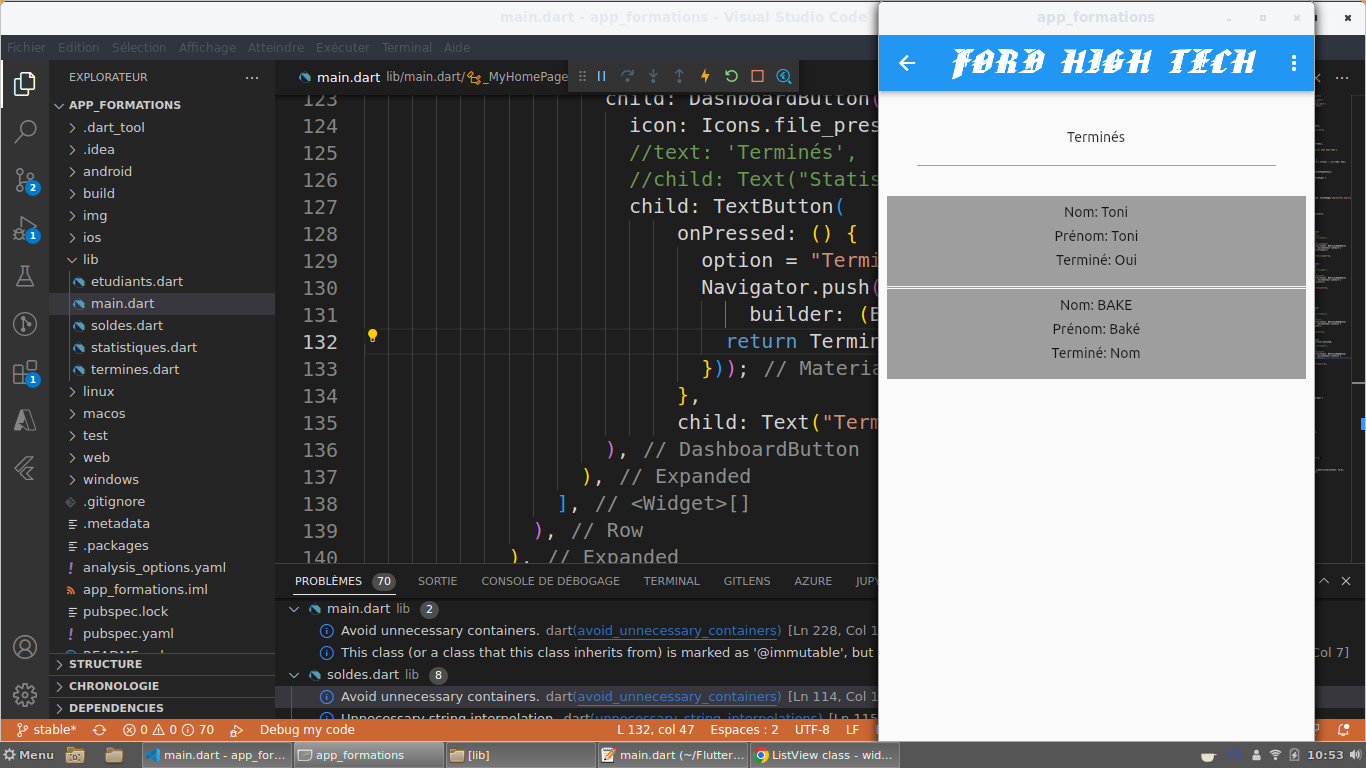 main.dart - app_formations - Visual Studio Code
Fichier Edition Sélection Affichage Atteindre Exécuter Terminal Aide
EXPLORATEUR
APP_FORMATIONS
.dart_tool
.idea
android
build
img
ios
lib
etudiants.dart
main.dart
soldes.dart
statistiques.dart
termines.dart
linux
macos
test
web
windows
.gitignore
.metadata
.packages
analysis_options.yaml
app_formations.iml
pubspec.lock
pubspec.yaml
STRUCTURE
CHRONOLOGIE
DEPENDENCIES
2
1
1
main.dart lib/main.dart/ _MyHomePage
123 child: DashboardButton(
124 icon: Icons.file_pres
125 //text: 'Terminés',
126 //child: Text("Statis
127 child: TextButton(
128 onPressed: () {
129 option = "Termi
130 Navigator.push(
131 builder: (B
132 return Termin
133 })); // Materia
134 },
135 child: Text("Term
136 ), // DashboardButton
137 ), // Expanded
138 ], // <Widget>[]
139 ), // Row
140 ), // Expanded
PROBLÈMES 70 SORTIE CONSOLE DE DÉBOGAGE TERMINAL GITLENS AZURE JUPY
main.dart lib 2
Avoid unnecessary containers. dart(avoid_unnecessary_containers) [Ln 228, Col 1
This class (or a class that this class inherits from) is marked as '@immutable', but Col 7]
soldes.dart lib 8
Avoid unnecessary containers. dart(avoid_unnecessary_containers) [Ln 114, Col 1
Unnecessary string interpolation. dart(unnecessary_string_interpolations) [Ln 115
app_formations
FORD HIGH TECH
Terminés
Nom: Toni
Prénom: Toni
Terminé: Oui
Nom: BAKE
Prénom: Baké
Terminé: Nom
stable* 0 0 70 Debug my code L 132, col 47 Espaces : 2 UTF-8 LF
Menu main.dart - app_for... app_formations [lib] main.dart (~/Flutter... ListView class - wid... 10:53